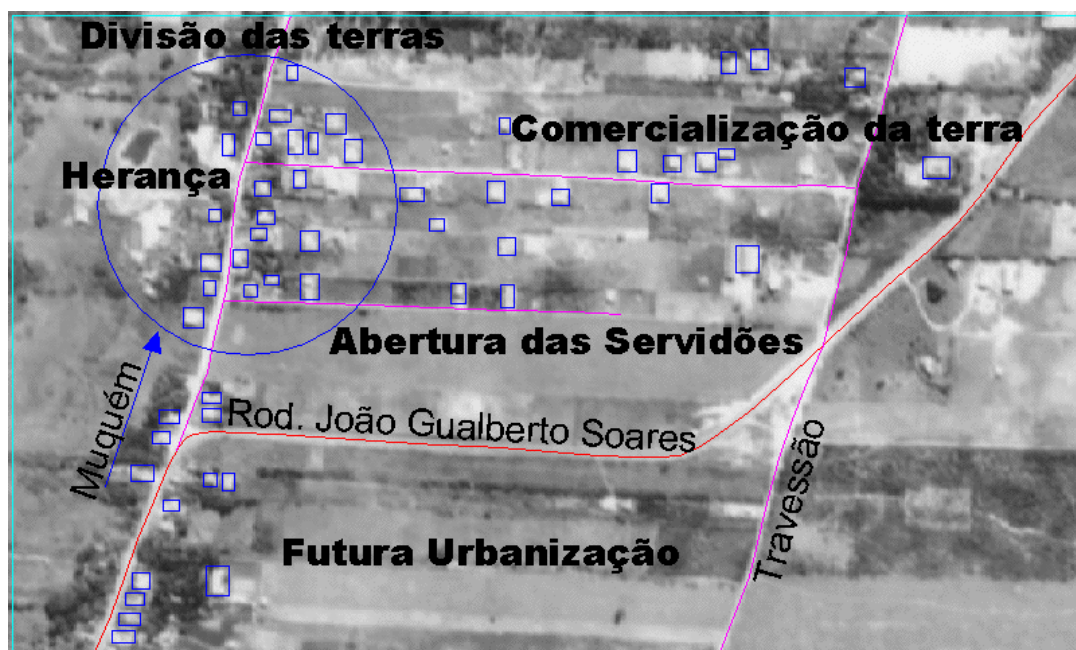 Divisão das terras
Comercialização da terra
Herança
Abertura das Servidões
Muquém
Rod. João Gualberto Soares
Travessão
Futura Urbanização